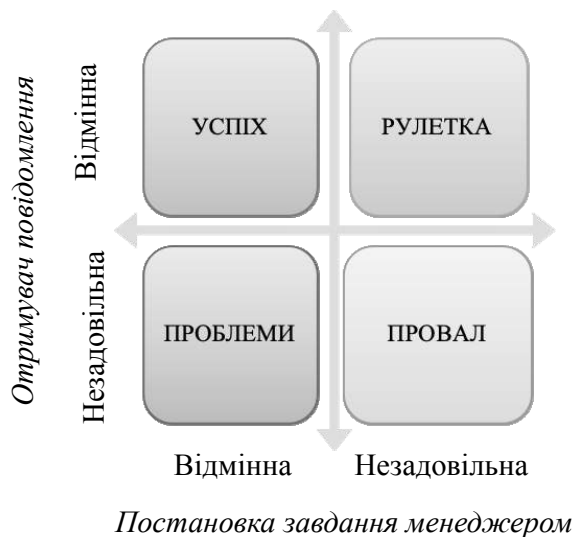 Отримувач повідомлення
Відмінна
Незадовільна
УСПІХ
РУЛЕТКА
ПРОБЛЕМИ
ПРОВАЛ
Відмінна
Незадовільна
Постановка завдання менеджером